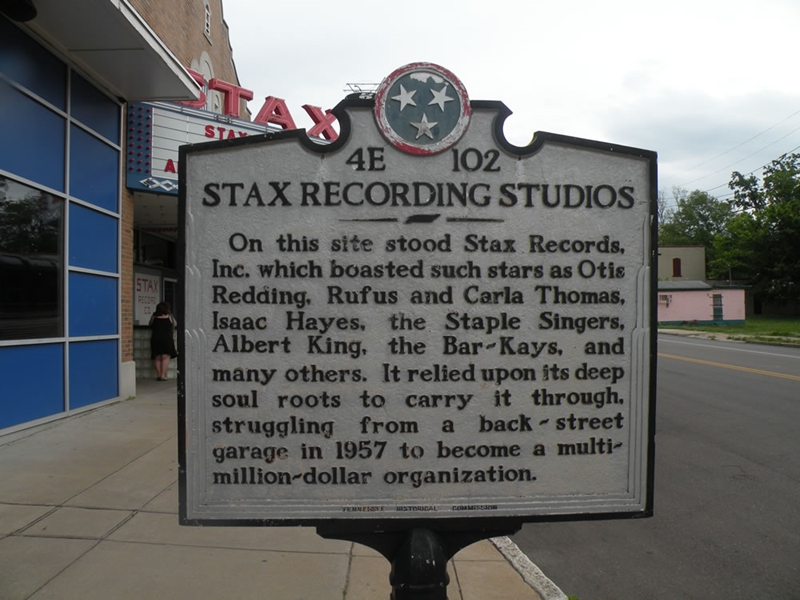 STAX
STAX
A
4E 102
STAX RECORDING STUDIOS
On this site stood Stax Records,
Inc. which boasted such stars as Otis
Redding, Rufus and Carla Thomas,
Isaac Hayes, the Staple Singers,
Albert King, the Bar-Kays, and
many others. It relied upon its deep
soul roots to carry it through,
struggling from a back-street
garage in 1957 to become a multi-
million-dollar organization.
TENNESSEE HISTORICAL COMMISSION
STAX
RECORD
CO